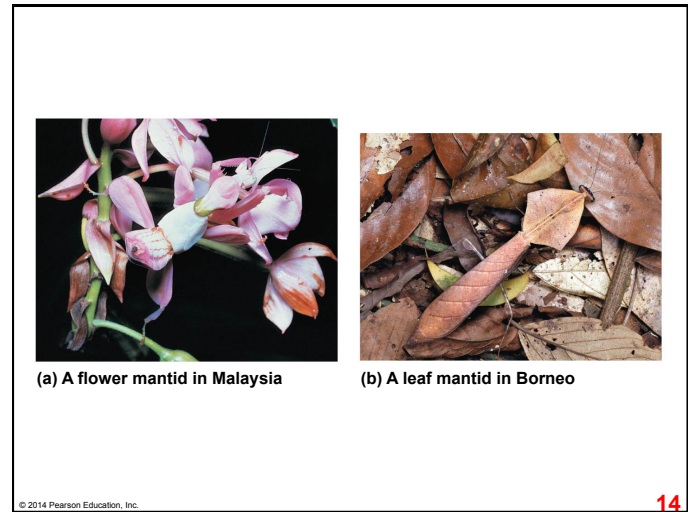 (a) A flower mantid in Malaysia
(b) A leaf mantid in Borneo
© 2014 Pearson Education, Inc.
14